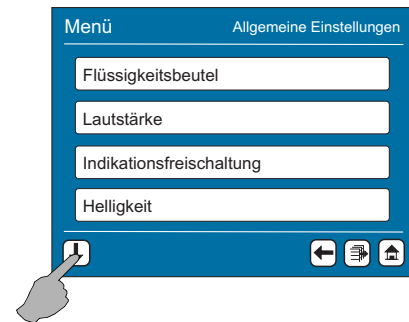 Menü Allgemeine Einstellungen
Flüssigkeitsbeutel
Lautstärke
Indikationsfreischaltung
Helligkeit